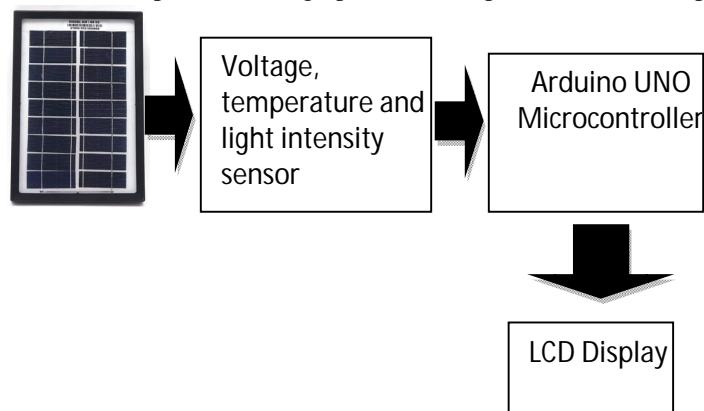 Voltage,
temperature and
light intensity
sensor
Arduino UNO
Microcontroller
LCD Display